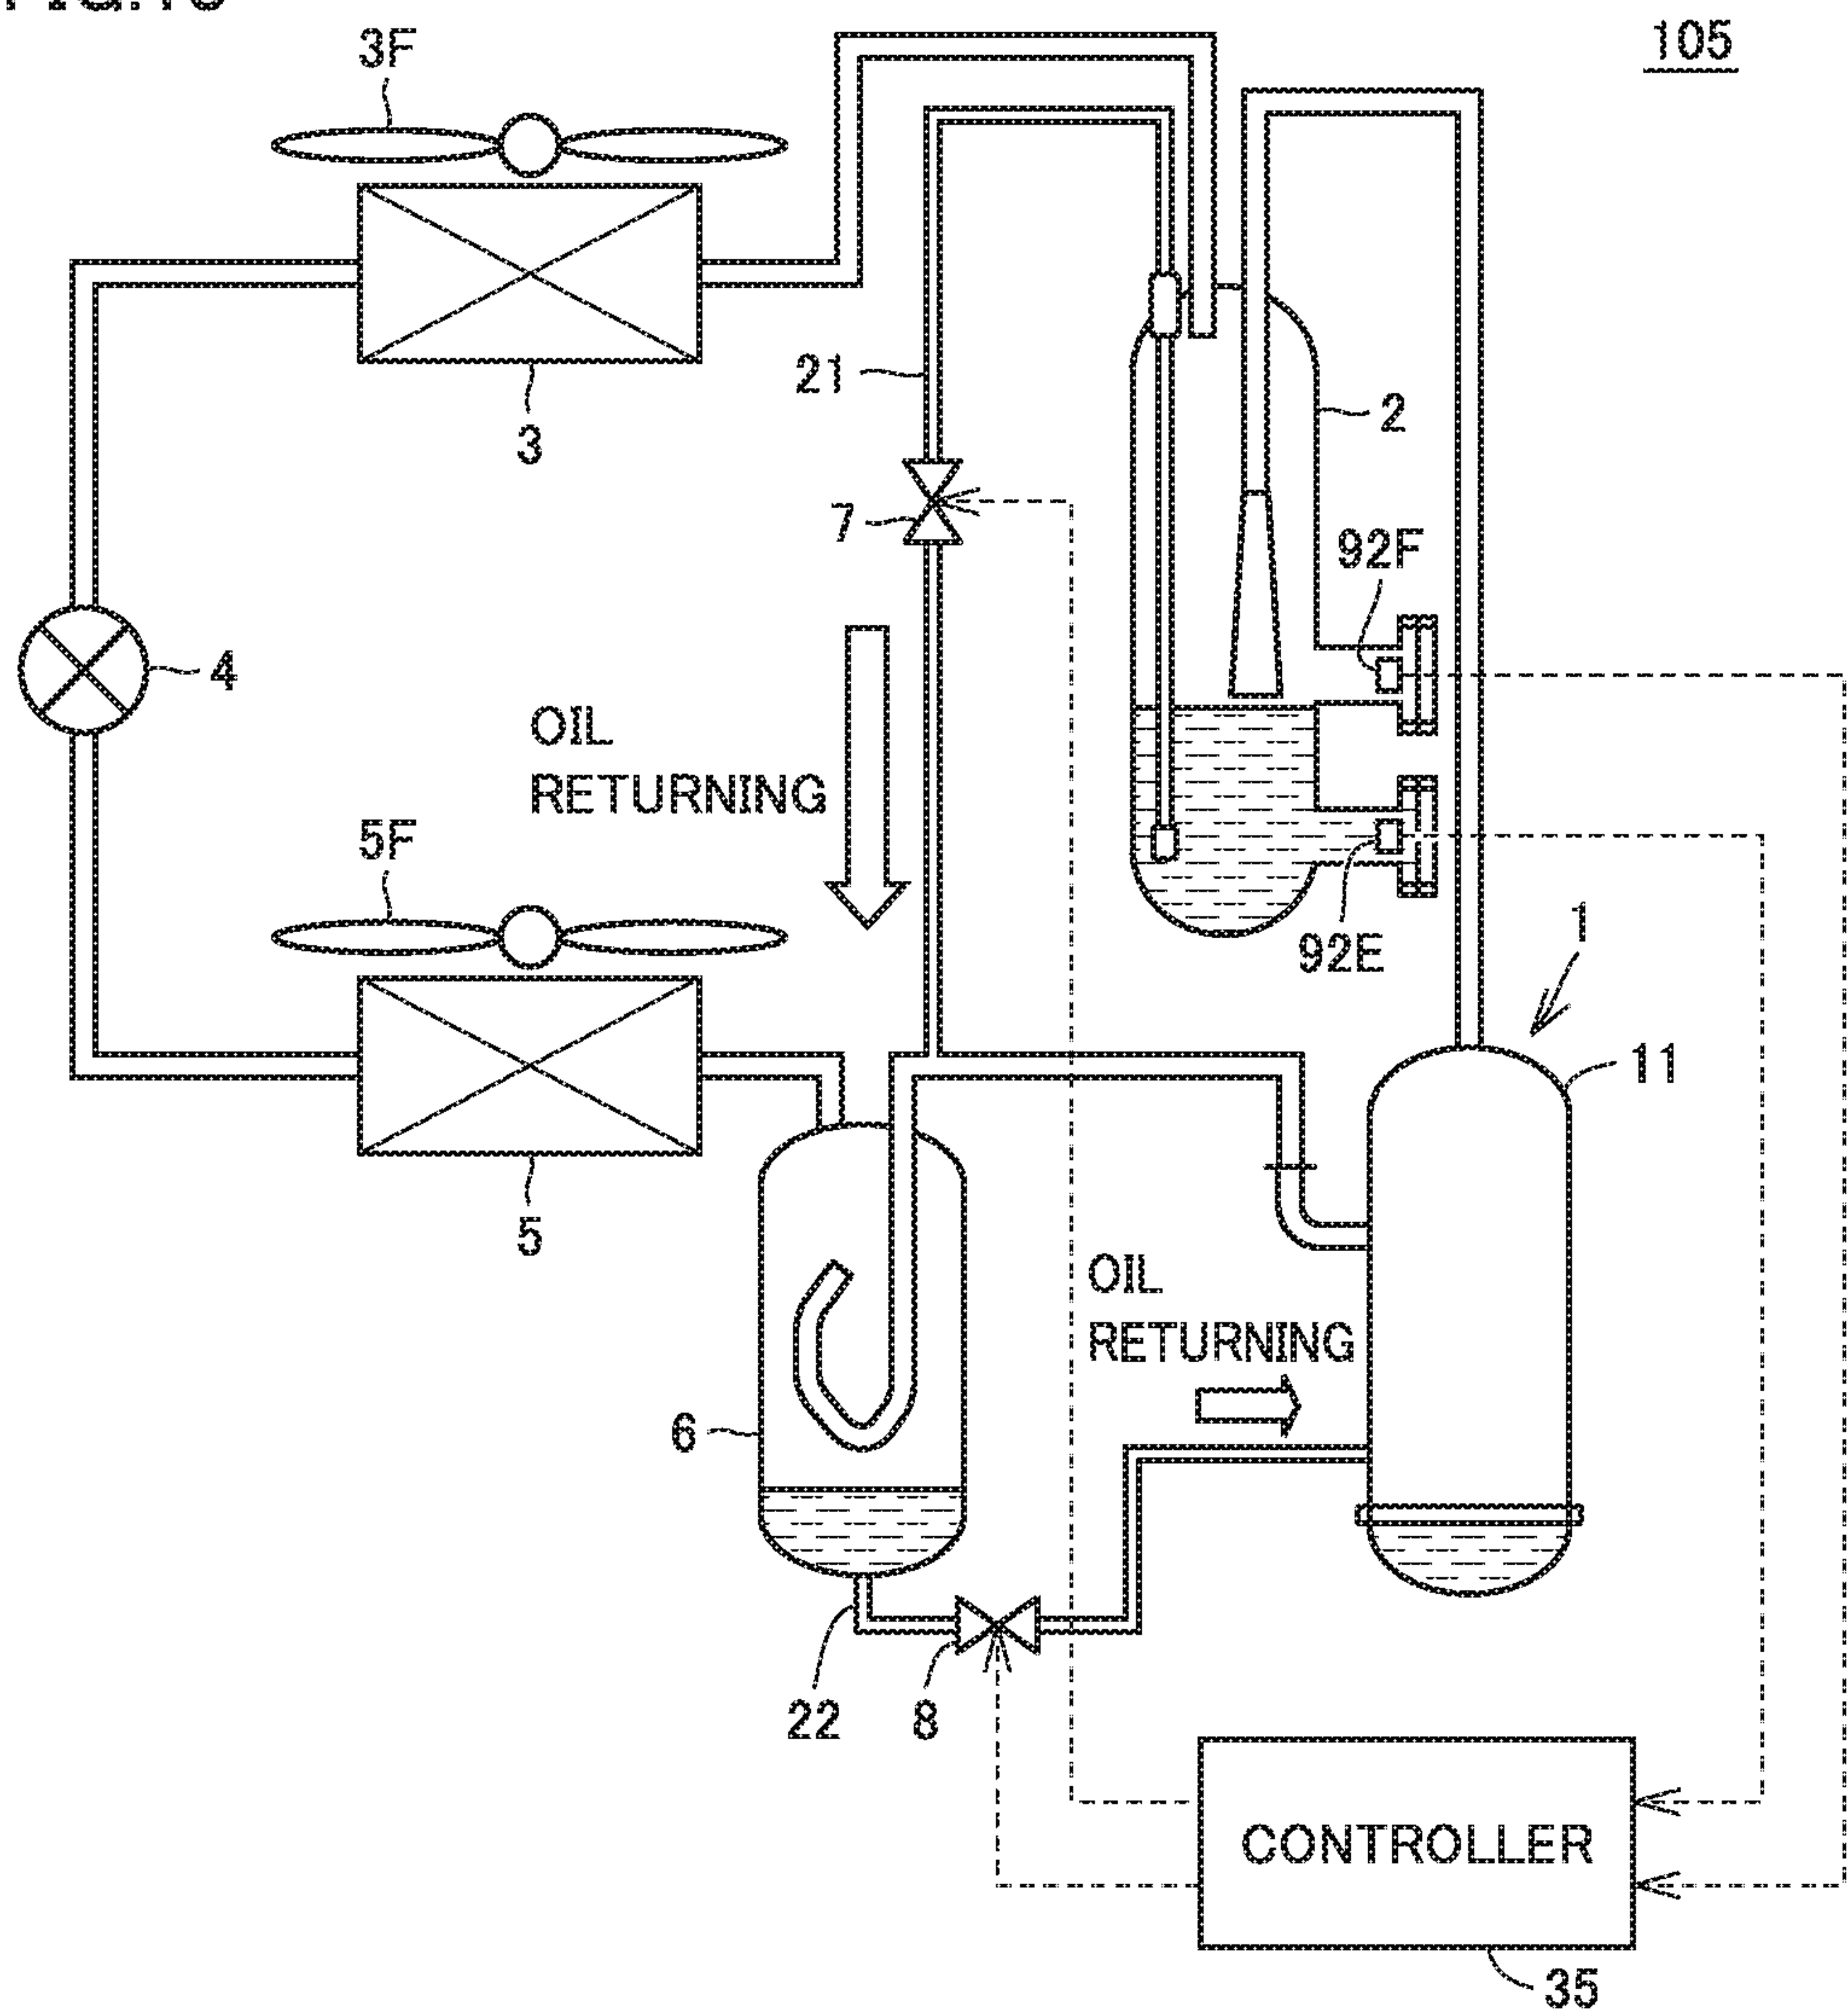 105
3F
3
21
2
7
92F
4
OIL
RETURNING
5F
92E
1
11
5
OIL
RETURNING
6
22
8
CONTROLLER
35